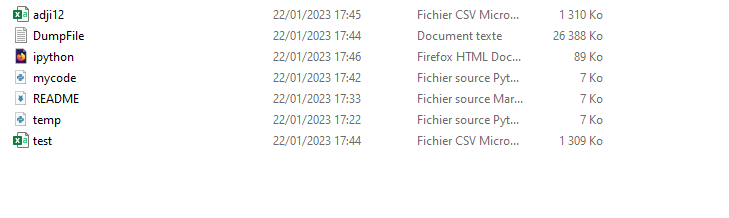 adji12 22/01/2023 17:45 Fichier CSV Micro... 1 310 Ko
DumpFile 22/01/2023 17:44 Document texte 26 388 Ko
ipython 22/01/2023 17:46 Firefox HTML Doc... 89 Ko
mycode 22/01/2023 17:42 Fichier source Pyt... 7 Ko
README 22/01/2023 17:33 Fichier source Mar... 7 Ko
temp 22/01/2023 17:22 Fichier source Pyt... 7 Ko
test 22/01/2023 17:44 Fichier CSV Micro... 1 309 Ko